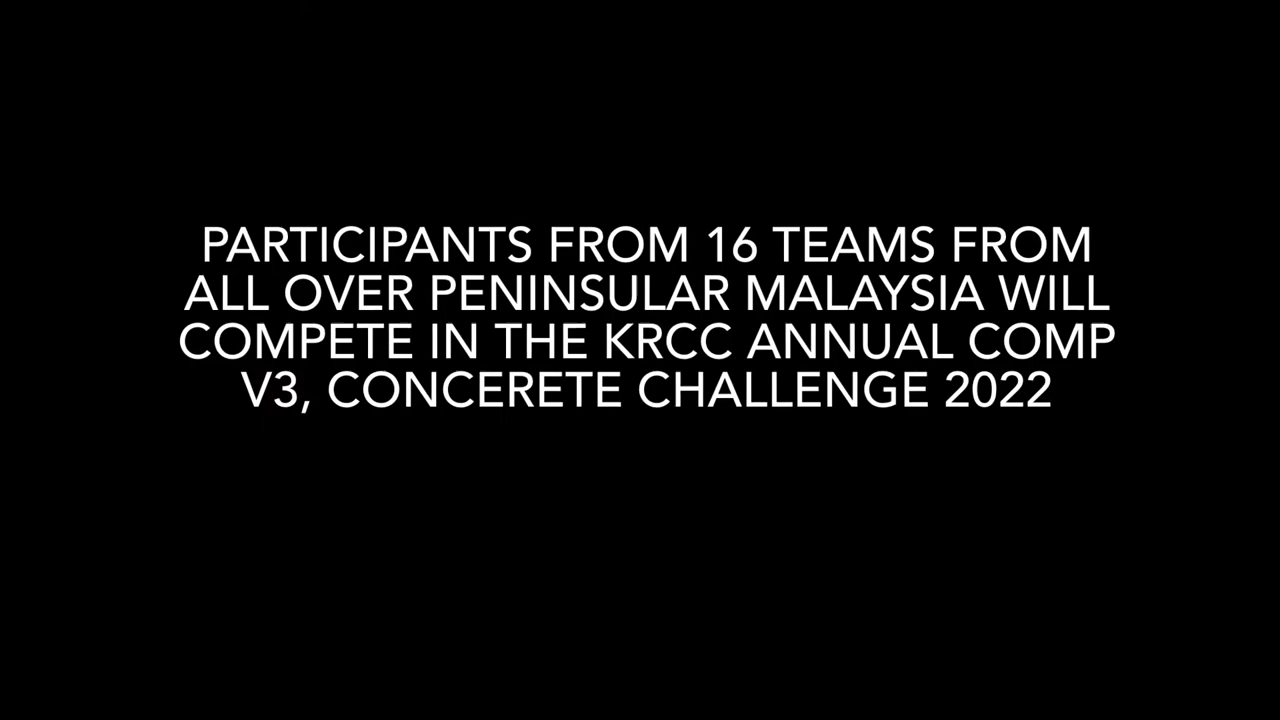 PARTICIPANTS FROM 16 TEAMS FROM
ALL OVER PENINSULAR MALAYSIA WILL
COMPETE IN THE KRCC ANNUAL COMP
V3, CONCERETE CHALLENGE 2022